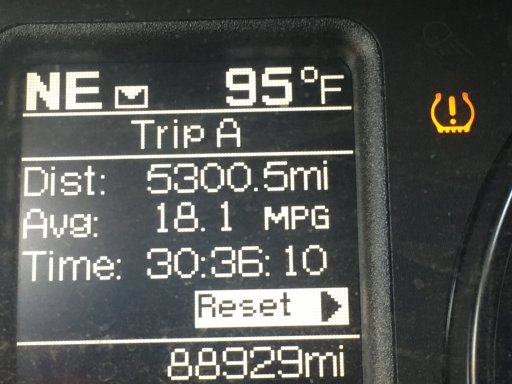 NE 95°F
Trip A
Dist: 5300.5mi
Avg: 18.1 MPG
Time: 30:36:10
Reset
88929mi